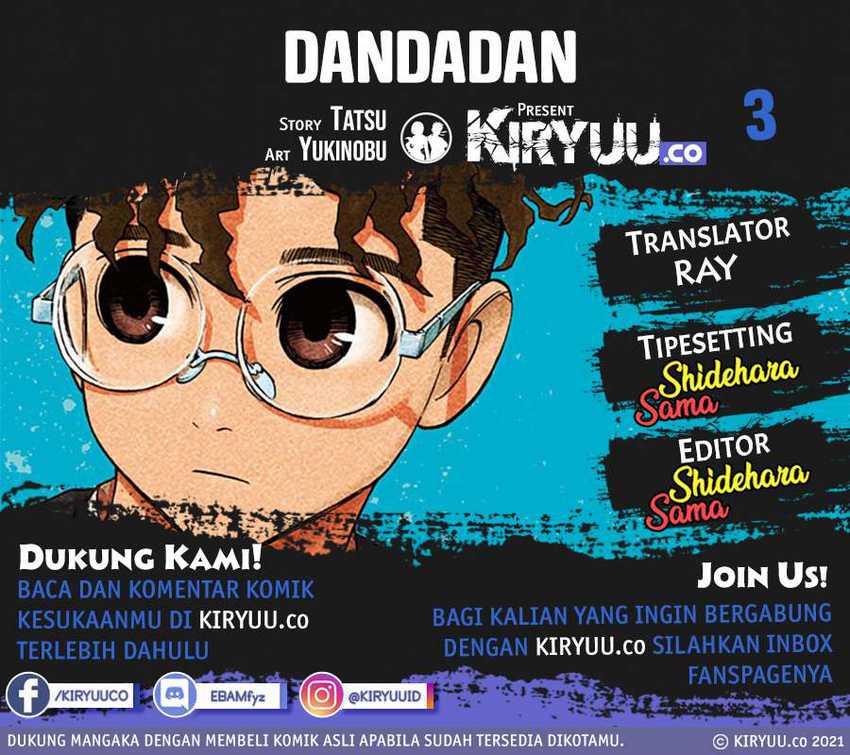 DANDADAN
STORY TATSU
ART YUKINOBU
PRESENT
KIRYUU.CO
3
TRANSLATOR
RAY
TIPESETTING
Shidehara
Sama
EDITOR
Shidehara
Sama
DUKUNG KAMI!
BACA DAN KOMENTAR KOMIK
KESUKAANMU DI KIRYUU.CO
TERLEBIH DAHULU
JOIN US!
BAGI KALIAN YANG INGIN BERGABUNG
DENGAN KIRYUU.CO SILAHKAN INBOX
FANSPAGENYA
/KIRYUUCO
EBAMfyz
@KIRYUUID
DUKUNG MANGAKA DENGAN MEMBELI KOMIK ASLI APABILA SUDAH TERSEDIA DIKOTAMU.
© KIRYUU.CO 2021